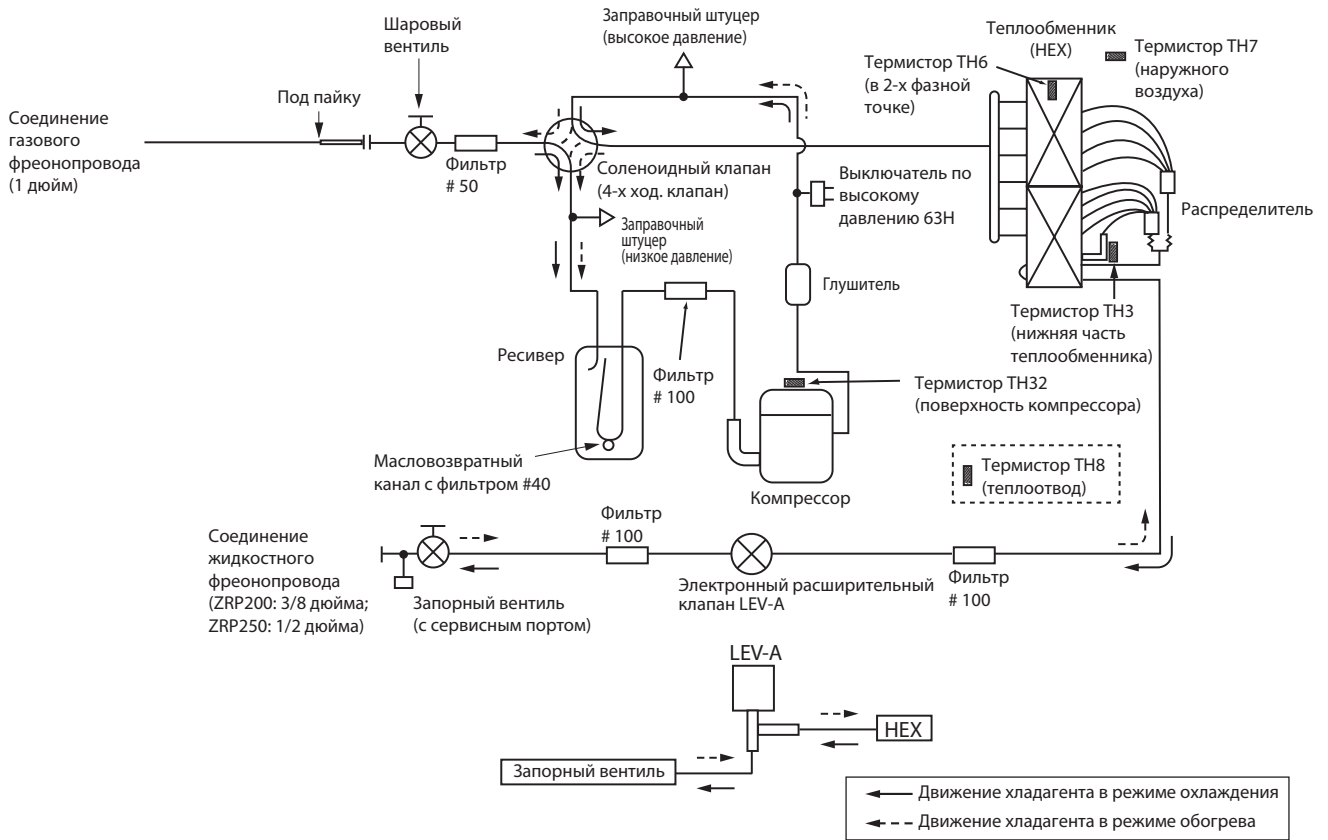 Заправочный штуцер
(высокое давление)
Шаровый
вентиль
Теплообменник
(HEX)
Термистор TH6
(в 2-х фазной
точке)
Термистор TH7
(наружного
воздуха)
Под пайку
Соединение
газового
фреонопровода
(1 дюйм)
Фильтр
# 50
Соленоидный клапан
(4-х ход. клапан)
Выключатель по
высокому
давлению 63H
Распределитель
Заправочный
штуцер
(низкое давление)
Глушитель
Термистор TH3
(нижняя часть
теплообменника)
Ресивер
Фильтр
# 100
Термистор TH32
(поверхность компрессора)
Масловозвратный
канал с фильтром #40
Компрессор
Термистор TH8
(теплоотвод)
Соединение
жидкостного
фреонопровода
(ZRP200: 3/8 дюйма;
ZRP250: 1/2 дюйма)
Запорный вентиль
(с сервисным портом)
Фильтр
# 100
Электронный расширительный
клапан LEV-A
Фильтр
# 100
LEV-A
HEX
Запорный вентиль
Движение хладагента в режиме охлаждения
Движение хладагента в режиме обогрева